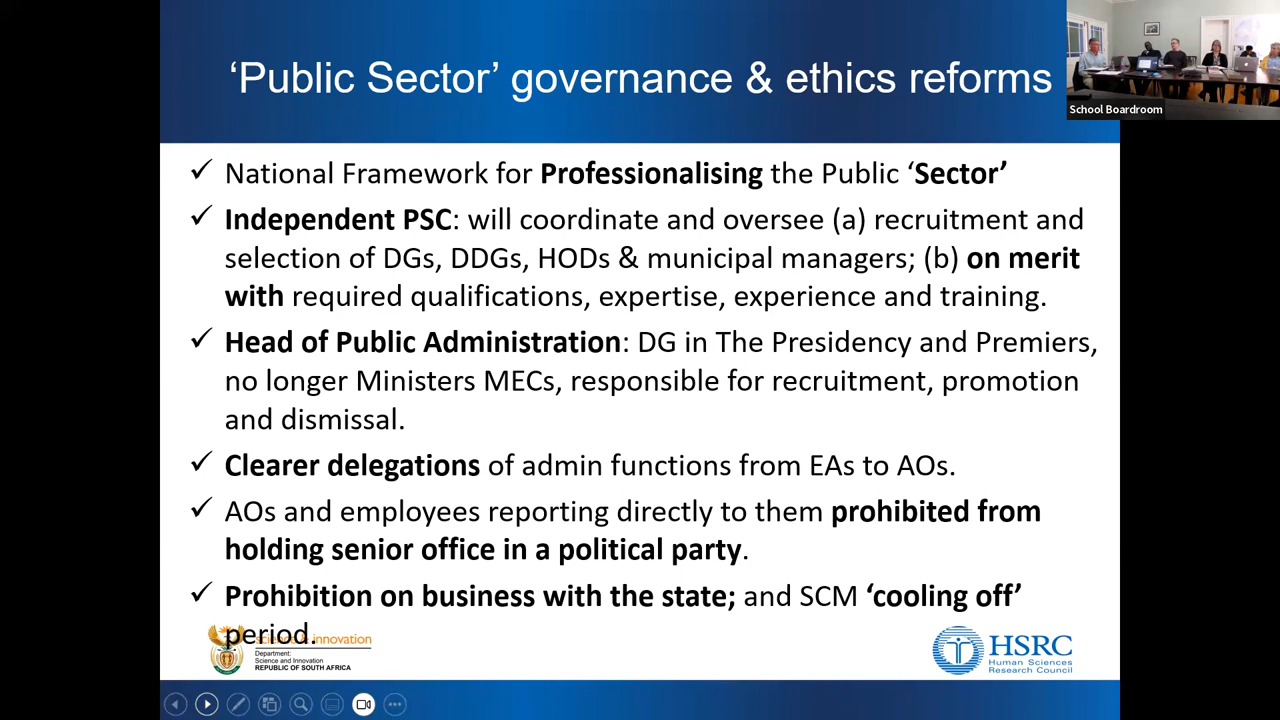 ‘Public Sector’ governance & ethics reforms
School Boardroom
✓ National Framework for Professionalising the Public ‘Sector’
✓ Independent PSC: will coordinate and oversee (a) recruitment and
selection of DGs, DDGs, HODs & municipal managers; (b) on merit
with required qualifications, expertise, experience and training.
✓ Head of Public Administration: DG in The Presidency and Premiers,
no longer Ministers MECs, responsible for recruitment, promotion
and dismissal.
✓ Clearer delegations of admin functions from EAs to AOs.
✓ AOs and employees reporting directly to them prohibited from
holding senior office in a political party.
✓ Prohibition on business with the state; and SCM ‘cooling off’
period.
science & innovation
Department:
Science and Innovation
REPUBLIC OF SOUTH AFRICA
HSRC
Human Sciences
Research Council